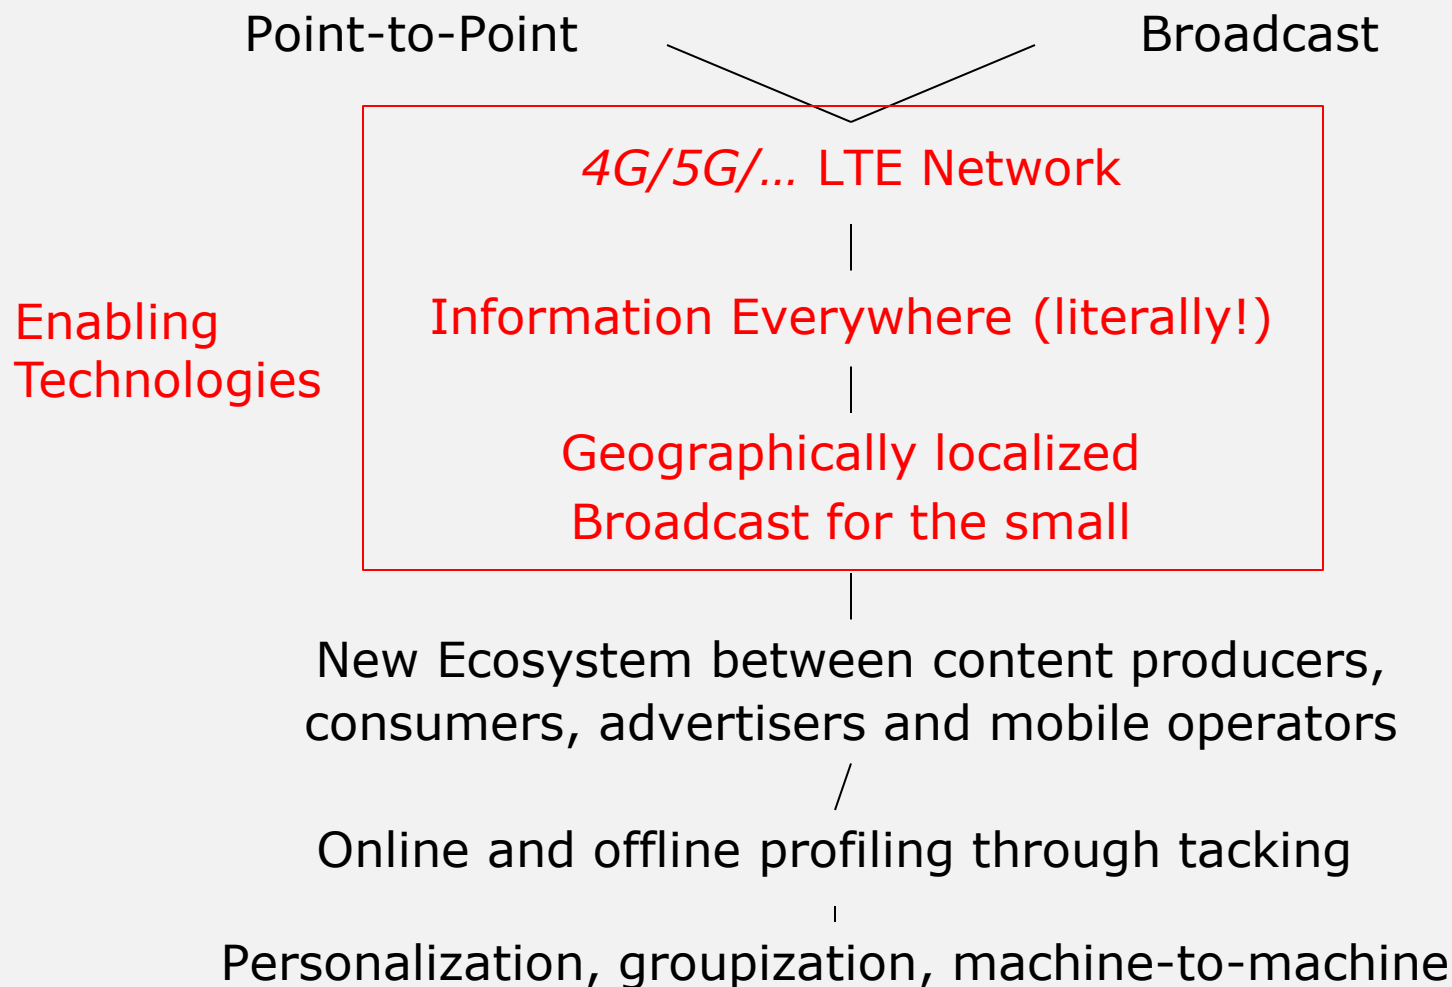 Point-to-Point
Broadcast
4G/5G/… LTE Network
Enabling
Technologies
Information Everywhere (literally!)
Geographically localized
Broadcast for the small
New Ecosystem between content producers,
consumers, advertisers and mobile operators
Online and offline profiling through tacking
Personalization, groupization, machine-to-machine